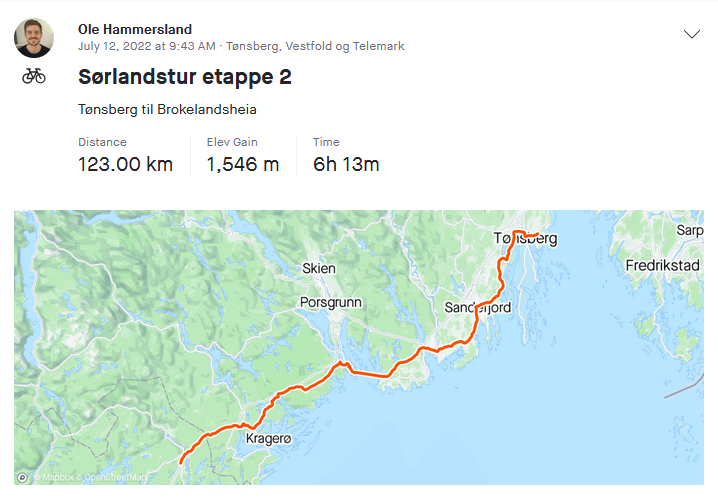 Ole Hammersland
July 12, 2022 at 9:43 AM · Tønsberg, Vestfold og Telemark
Sørlandstur etappe 2
Tønsberg til Brokelandsheia
Distance Elev Gain Time
123.00 km 1,546 m 6h 13m
Tønsberg
Sarp
Skien
Fredrikstad
Porsgrunn
Sandefjord
Kragerø
© Mapbox © OpenStreetMap